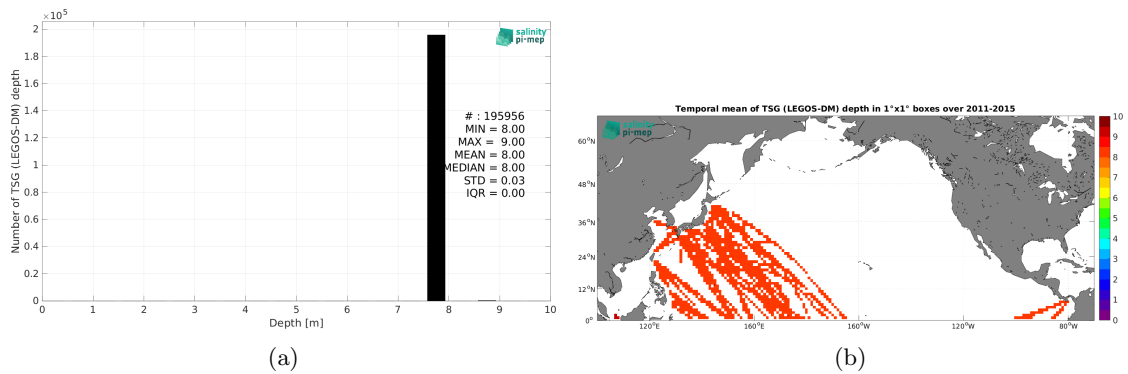 ×10⁵
2
1.8
1.6
1.4
1.2
1
0.8
0.6
0.4
0.2
0
Number of TSG (LEGOS-DM) depth
salinity
pi-mep
# : 195956
MIN = 8.00
MAX = 9.00
MEAN = 8.00
MEDIAN = 8.00
STD = 0.03
IQR = 0.00
0 1 2 3 4 5 6 7 8 9 10
Depth [m]
(a)
Temporal mean of TSG (LEGOS-DM) depth in 1°x1° boxes over 2011-2015
salinity
pi-mep
60°N
48°N
36°N
24°N
12°N
0°
120°E 160°E 160°W 120°W 80°W
10
9
8
7
6
5
4
3
2
1
0
(b)